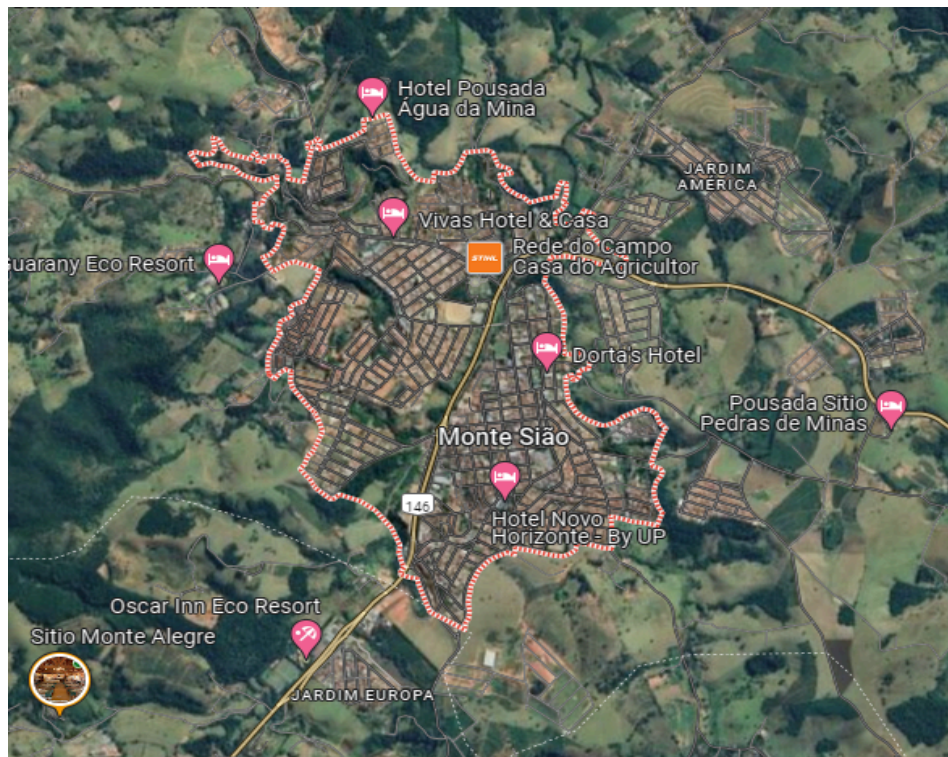 Hotel Pousada
Água da Mina
JARDIM
AMÉRICA
Vivas Hotel & Casa
STIHL
Rede do Campo
Casa do Agricultor
Guarany Eco Resort
Dorta's Hotel
Pousada Sitio
Pedras de Minas
Monte Sião
146
Hotel Novo
Horizonte - By UP
Oscar Inn Eco Resort
Sitio Monte Alegre
JARDIM EUROPA